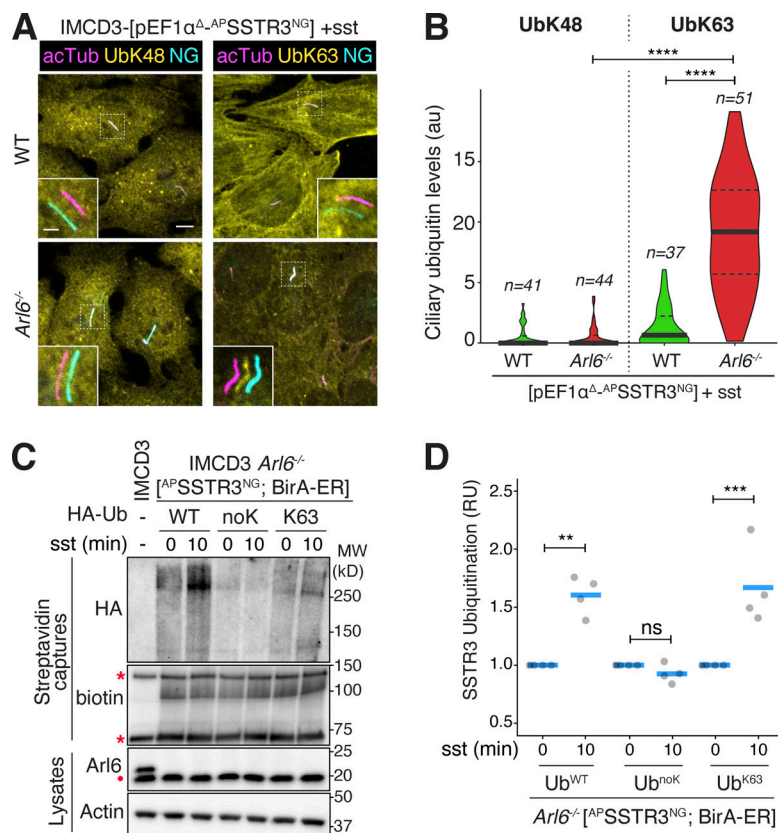 A
IMCD3-[pEF1αΔ-APSSTR3NG] +sst
acTub UbK48 NG
acTub UbK63 NG
WT
Arl6-/-
B
UbK48 UbK63
****
****
n=51
n=37
n=41
n=44
Ciliary ubiquitin levels (au)
15
20
5
0
WT Arl6-/- WT Arl6-/-
[pEF1αΔ-APSSTR3NG] + sst
C
IMCD3
IMCD3 Arl6-/-
[APSSTR3NG; BirA-ER]
HA-Ub - WT noK K63
sst (min) - 0 10 0 10 0 10
MW
(kD)
Streptavidin
captures
HA
250
150
biotin
*
*
150
100
75
Lysates
Arl6
•
25
20
Actin
50
37
D
SSTR3 Ubiquitination (RU)
2.5
2.0
1.5
1.0
0.5
**
ns
***
sst (min) 0 10 0 10 0 10
UbWT UbnoK UbK63
Arl6-/- [APSSTR3NG; BirA-ER]